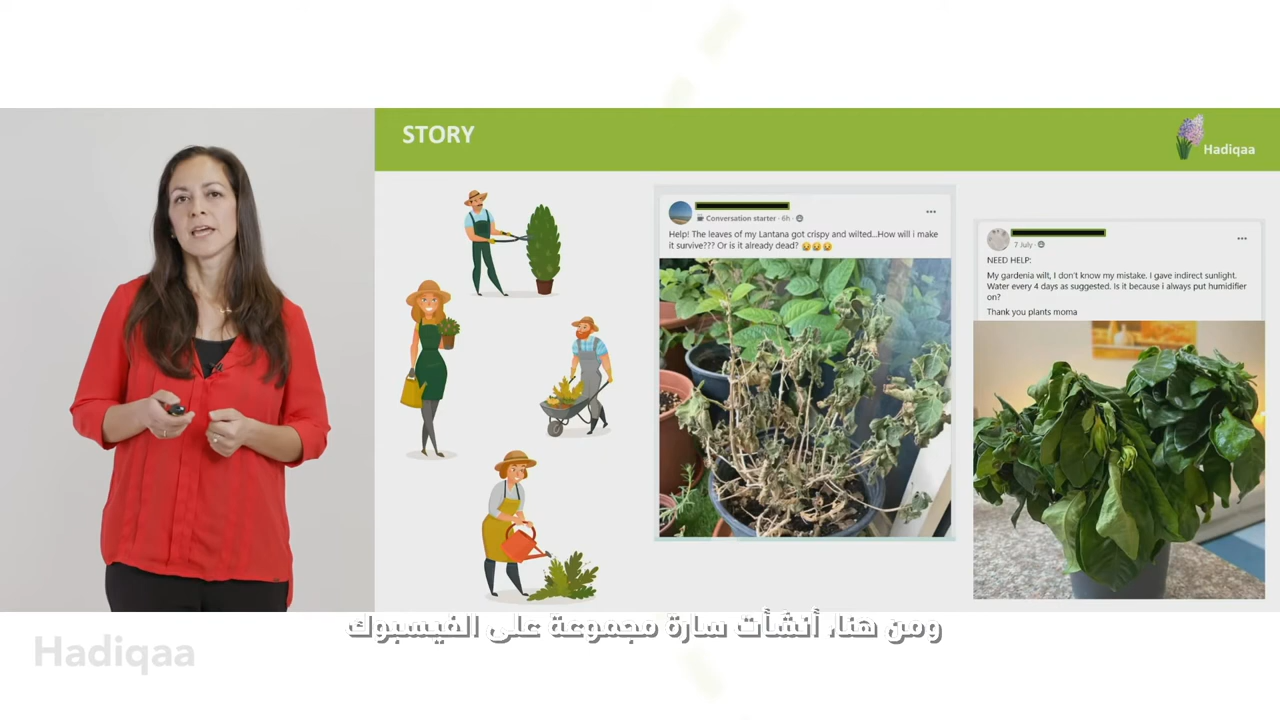 STORY
Hadiqaa
Conversation starter · 6h ·
Help! The leaves of my Lantana got crispy and wilted...How will i make
it survive??? Or is it already dead? 😪😪😪
7 July ·
NEED HELP:
My gardenia wilt, I don't know my mistake. I gave indirect sunlight.
Water every 4 days as suggested. Is it because i always put humidifier
on?
Thank you plants moma
ومن هنا، أنشأت سارة مجموعة على الفيسبوك
Hadiqaa